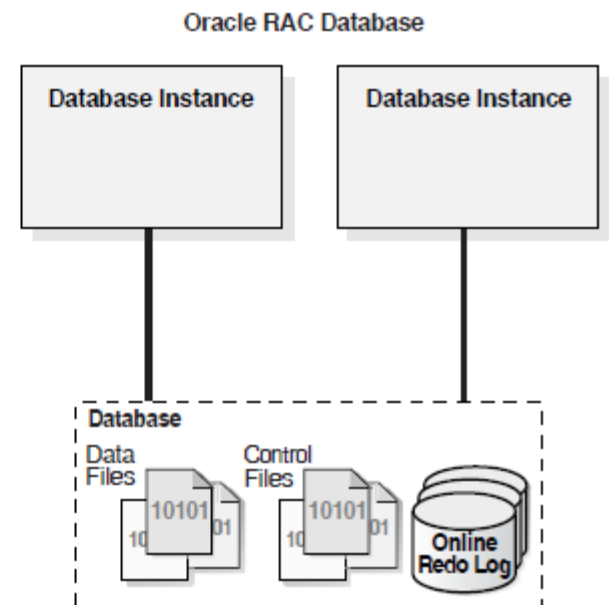 Oracle RAC Database
Database Instance
Database Instance
Database
Data
Files
Control
Files
10101
10
01
10101
10
01
Online
Redo Log